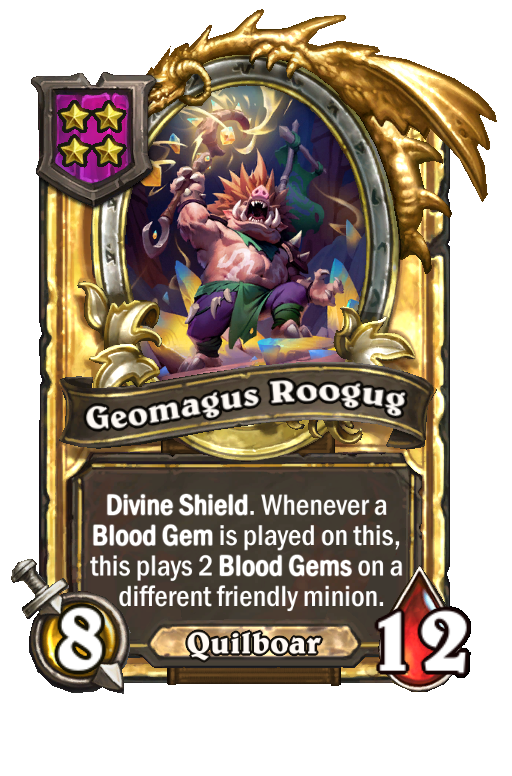 Geomagus Roogug
Divine Shield. Whenever a
Blood Gem is played on this,
this plays 2 Blood Gems on a
different friendly minion.
8
Quilboar
12